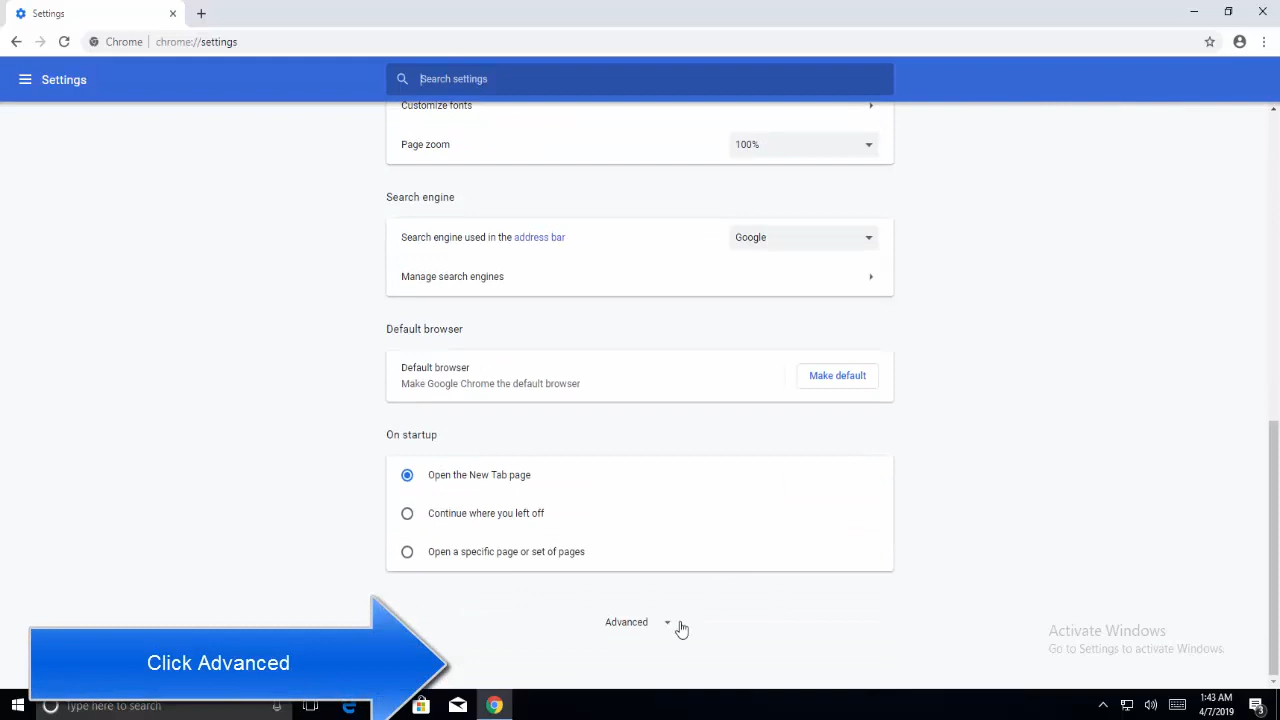 Settings
Chrome
chrome://settings
Settings
Search settings
Customize fonts
Page zoom
100%
Search engine
Search engine used in the address bar
Google
Manage search engines
Default browser
Default browser
Make Google Chrome the default browser
Make default
On startup
Open the New Tab page
Continue where you left off
Open a specific page or set of pages
Advanced
Click Advanced
Activate Windows
Go to Settings to activate Windows.
Type here to search
1:43 AM
4/7/2019
3